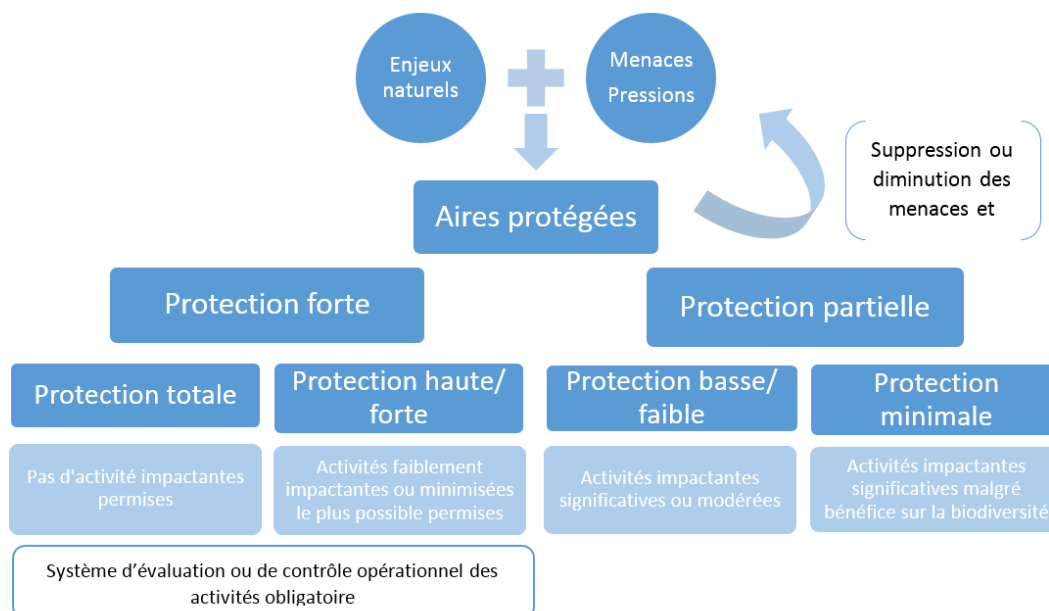 Enjeux
naturels
Menaces
Pressions
Suppression ou
diminution des
menaces et
Aires protégées
Protection forte
Protection partielle
Protection totale
Protection haute/
forte
Protection basse/
faible
Protection
minimale
Pas d'activité impactantes
permises
Activités faiblement
impactantes ou minimisées
le plus possible permises
Activités impactantes
significatives ou modérées
Activités impactantes
significatives malgré
bénéfice sur la biodiversité
Système d’évaluation ou de contrôle opérationnel des
activités obligatoire